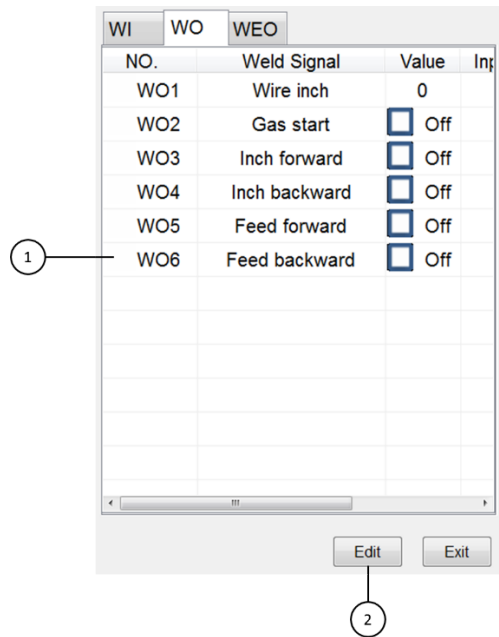 WI WO WEO
NO. Weld Signal Value Inp
WO1 Wire inch 0
WO2 Gas start Off
WO3 Inch forward Off
WO4 Inch backward Off
WO5 Feed forward Off
WO6 Feed backward Off
1
Edit Exit
2